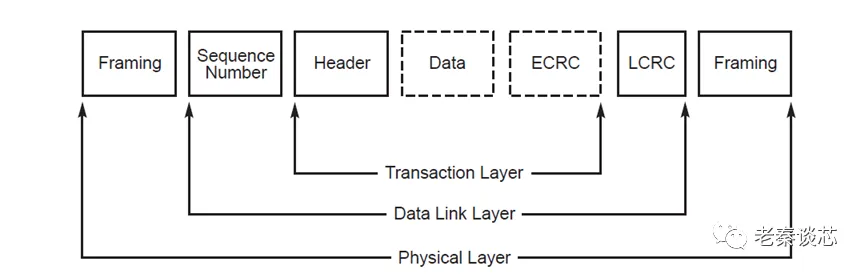 Framing
Sequence
Number
Header
Data
ECRC
LCRC
Framing
Transaction Layer
Data Link Layer
Physical Layer
老秦谈芯